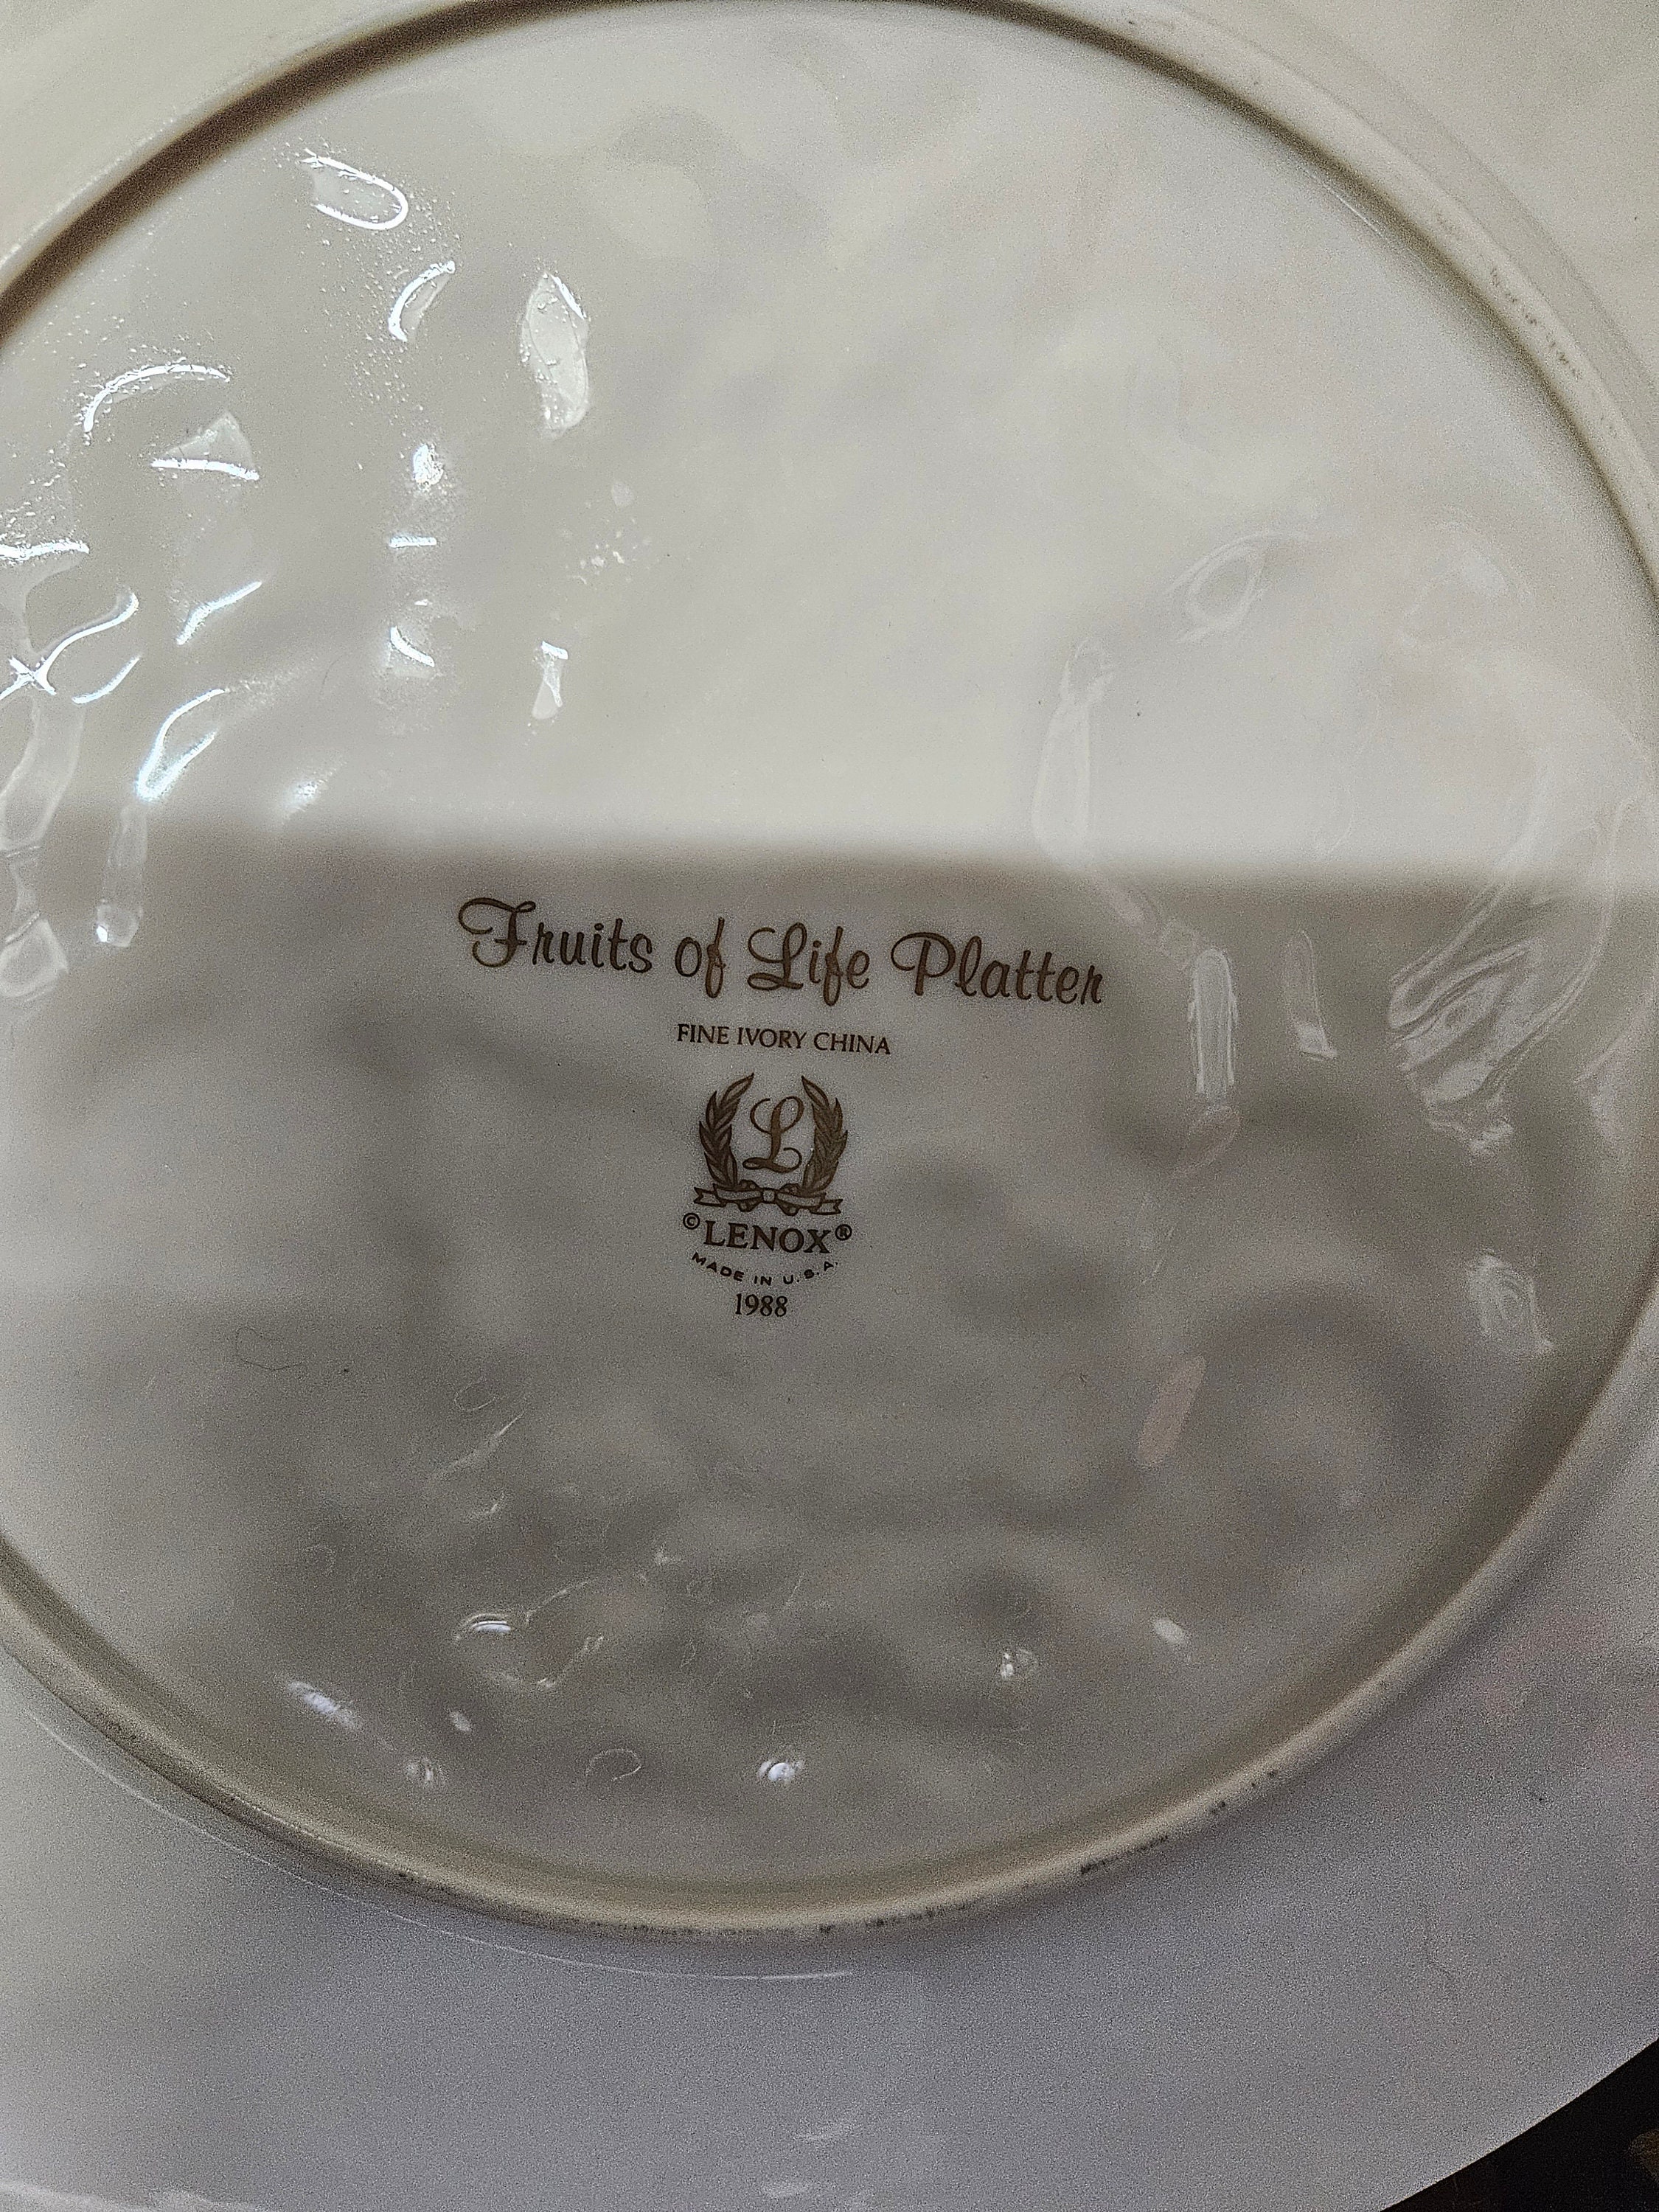 Fruits of Life Platter
FINE IVORY CHINA
L
©LENOX®
MADE IN U.S.A.
1988